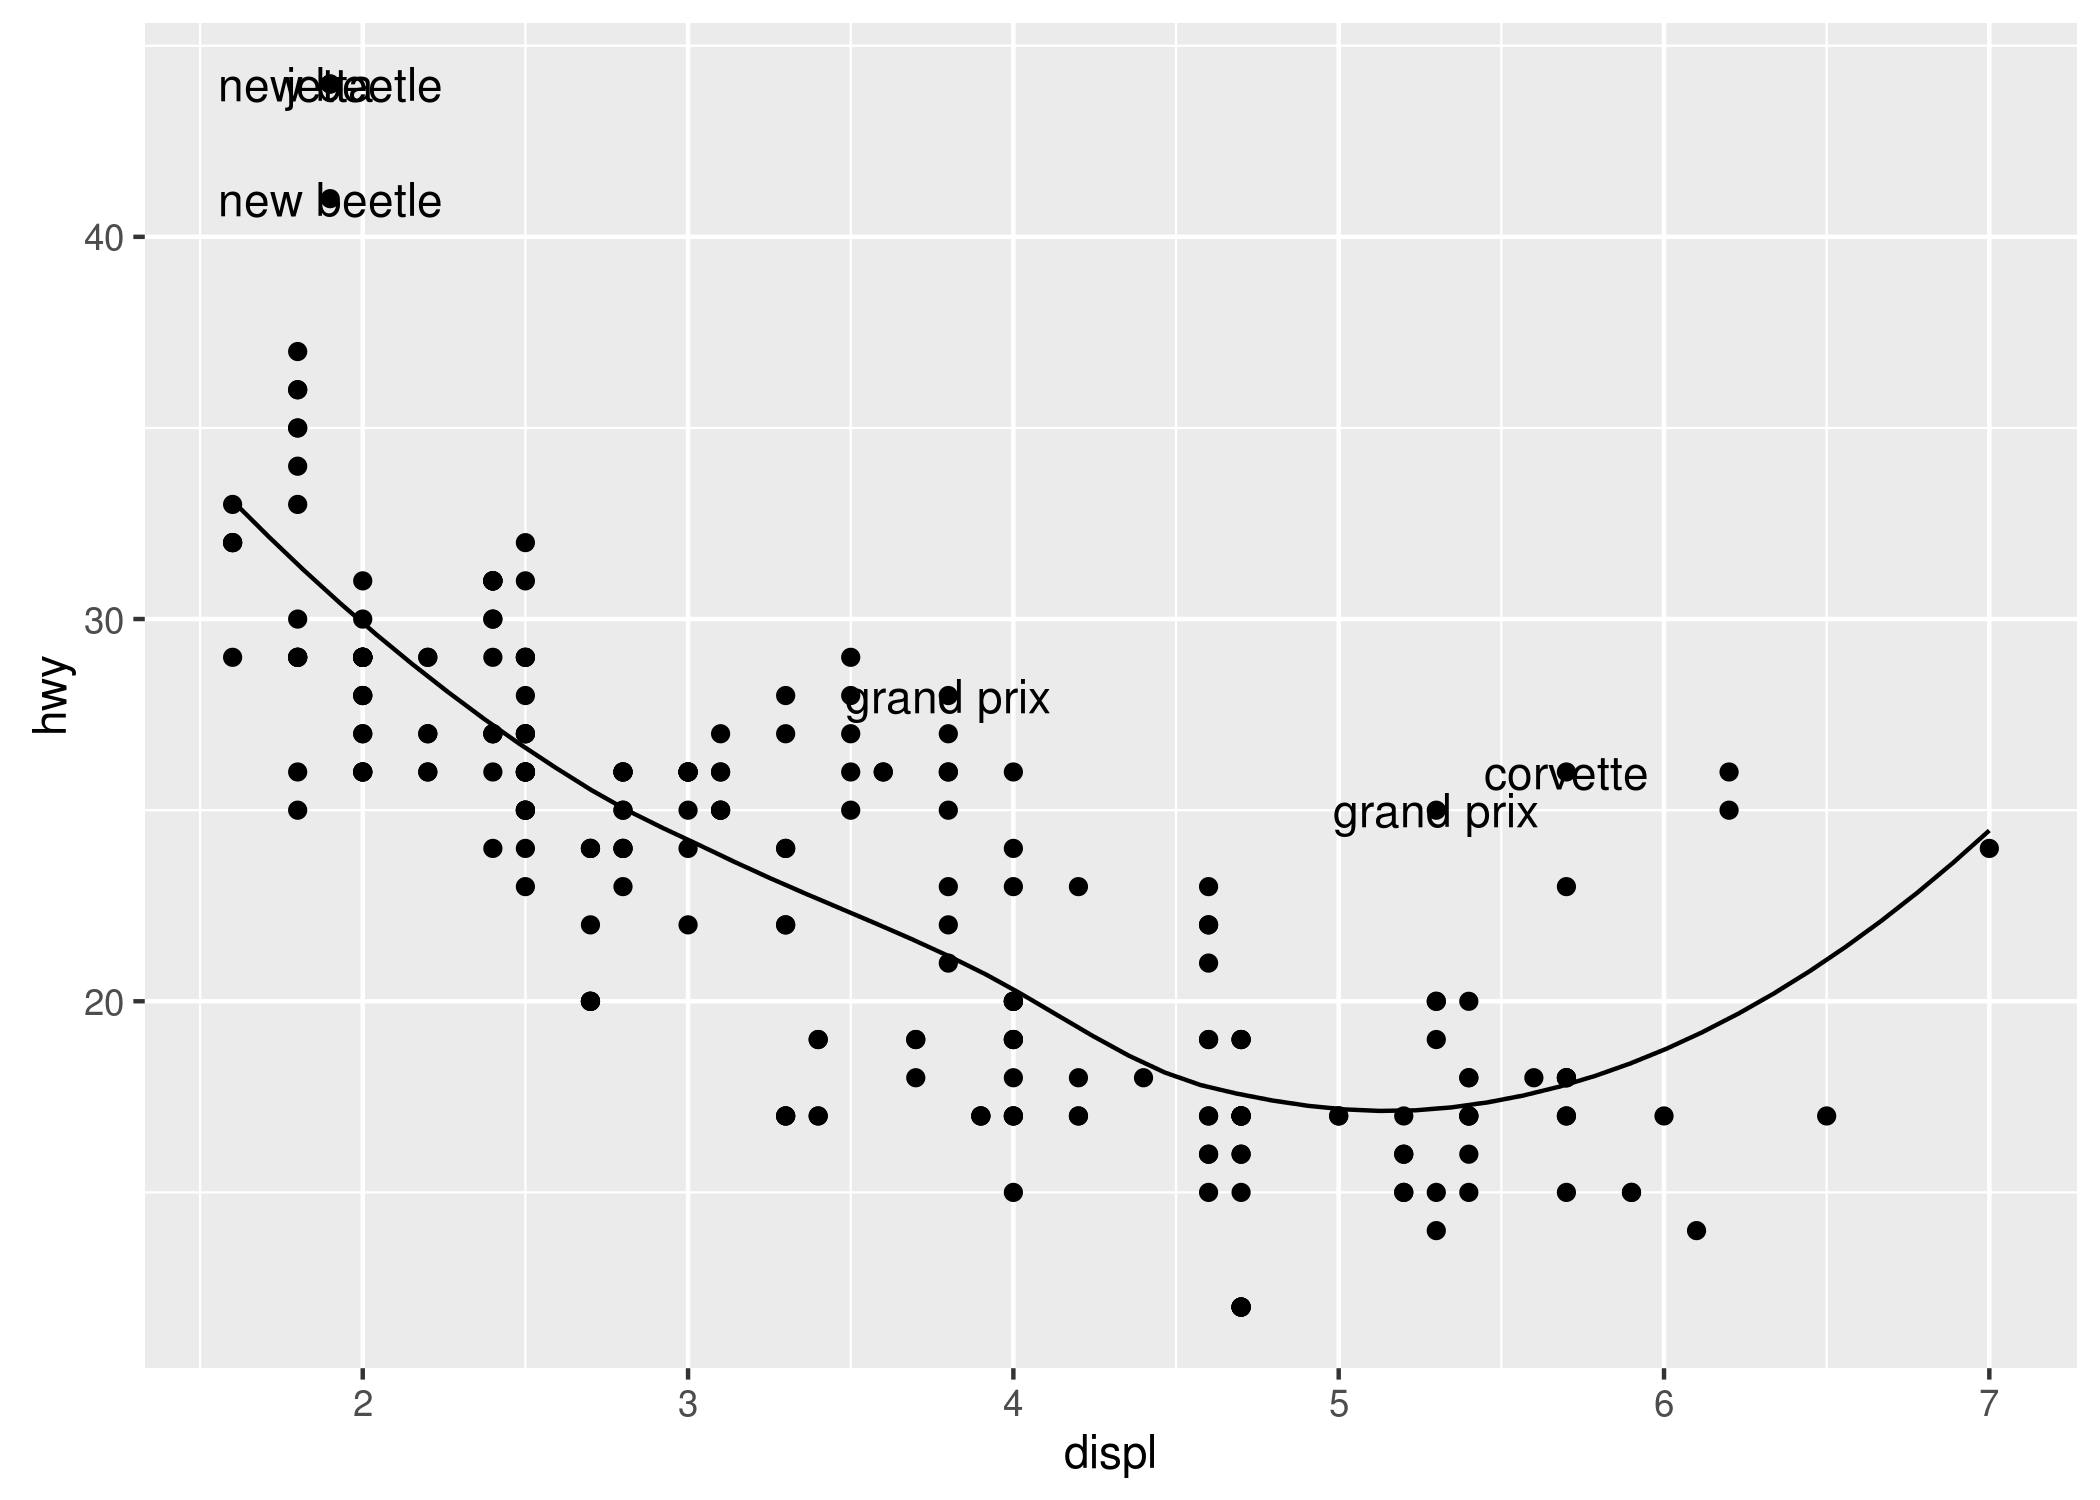 new beetle
jetta
new beetle
40
30
grand prix
corvette
grand prix
20
hwy
2 3 4 5 6 7
displ